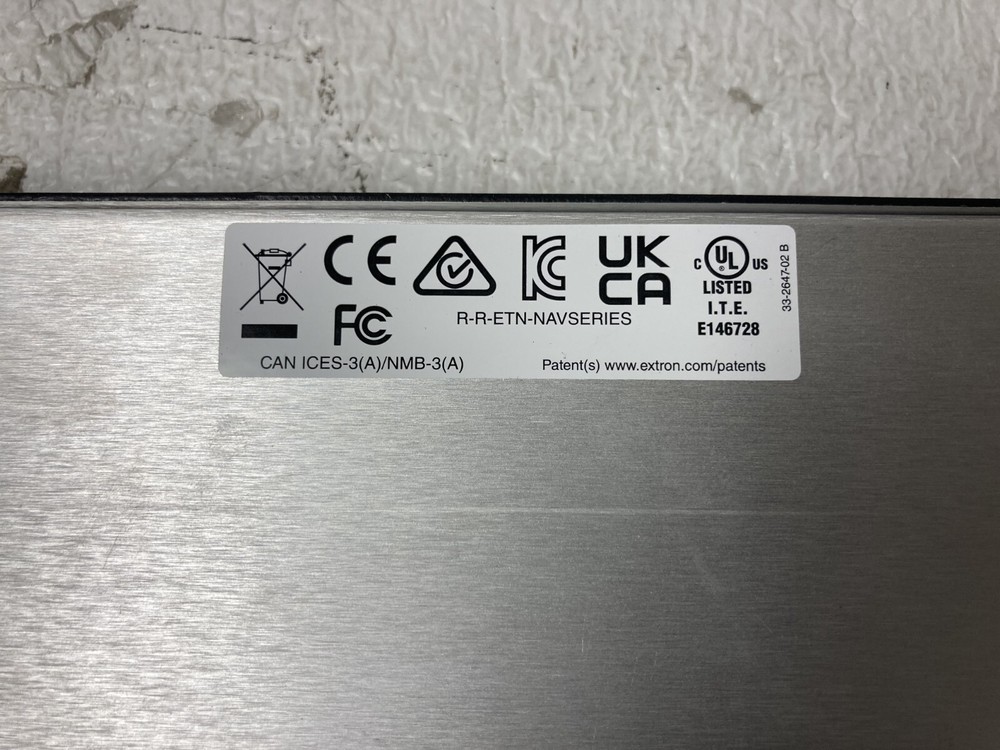 CE
UK
CA
C UL US
®
LISTED
I.T.E.
E146728
FC
R-R-ETN-NAVSERIES
CAN ICES-3(A)/NMB-3(A)
Patent(s) www.extron.com/patents
33-2647-02 B